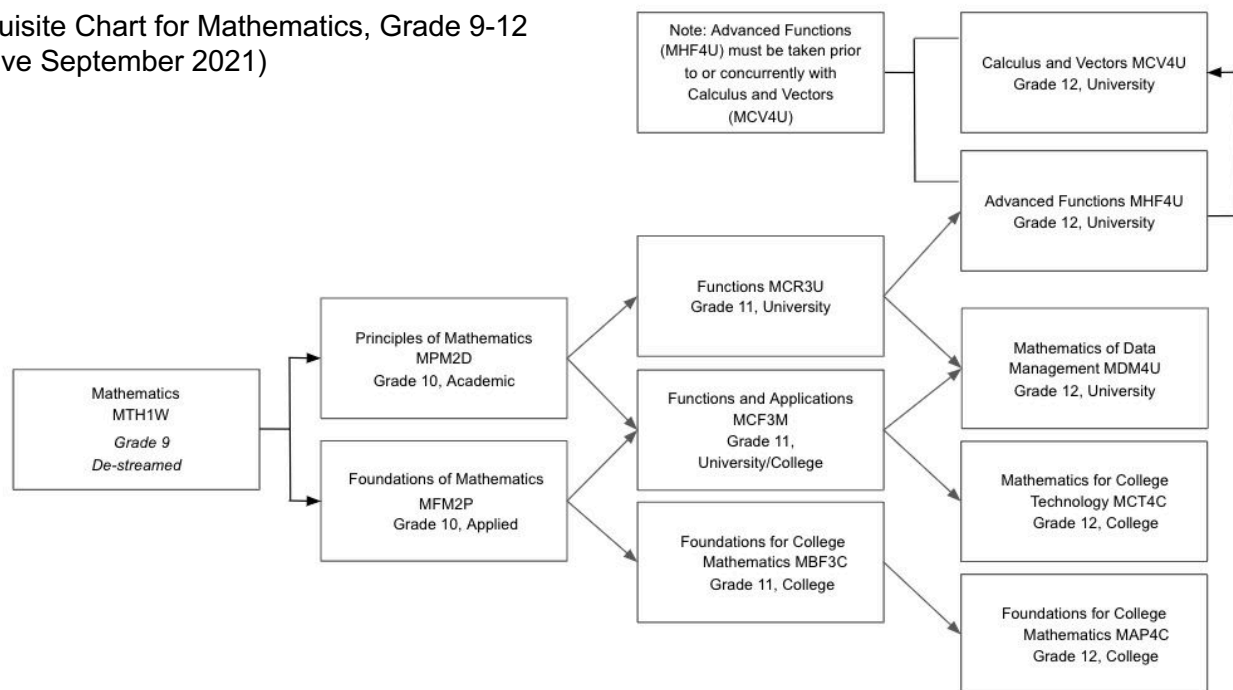 uisite Chart for Mathematics, Grade 9-12
ve September 2021)
Note: Advanced Functions
(MHF4U) must be taken prior
to or concurrently with
Calculus and Vectors
(MCV4U)
Calculus and Vectors MCV4U
Grade 12, University
Advanced Functions MHF4U
Grade 12, University
Functions MCR3U
Grade 11, University
Principles of Mathematics
MPM2D
Grade 10, Academic
Mathematics of Data
Management MDM4U
Grade 12, University
Mathematics
MTH1W
Grade 9
De-streamed
Functions and Applications
MCF3M
Grade 11,
University/College
Foundations of Mathematics
MFM2P
Grade 10, Applied
Mathematics for College
Technology MCT4C
Grade 12, College
Foundations for College
Mathematics MBF3C
Grade 11, College
Foundations for College
Mathematics MAP4C
Grade 12, College